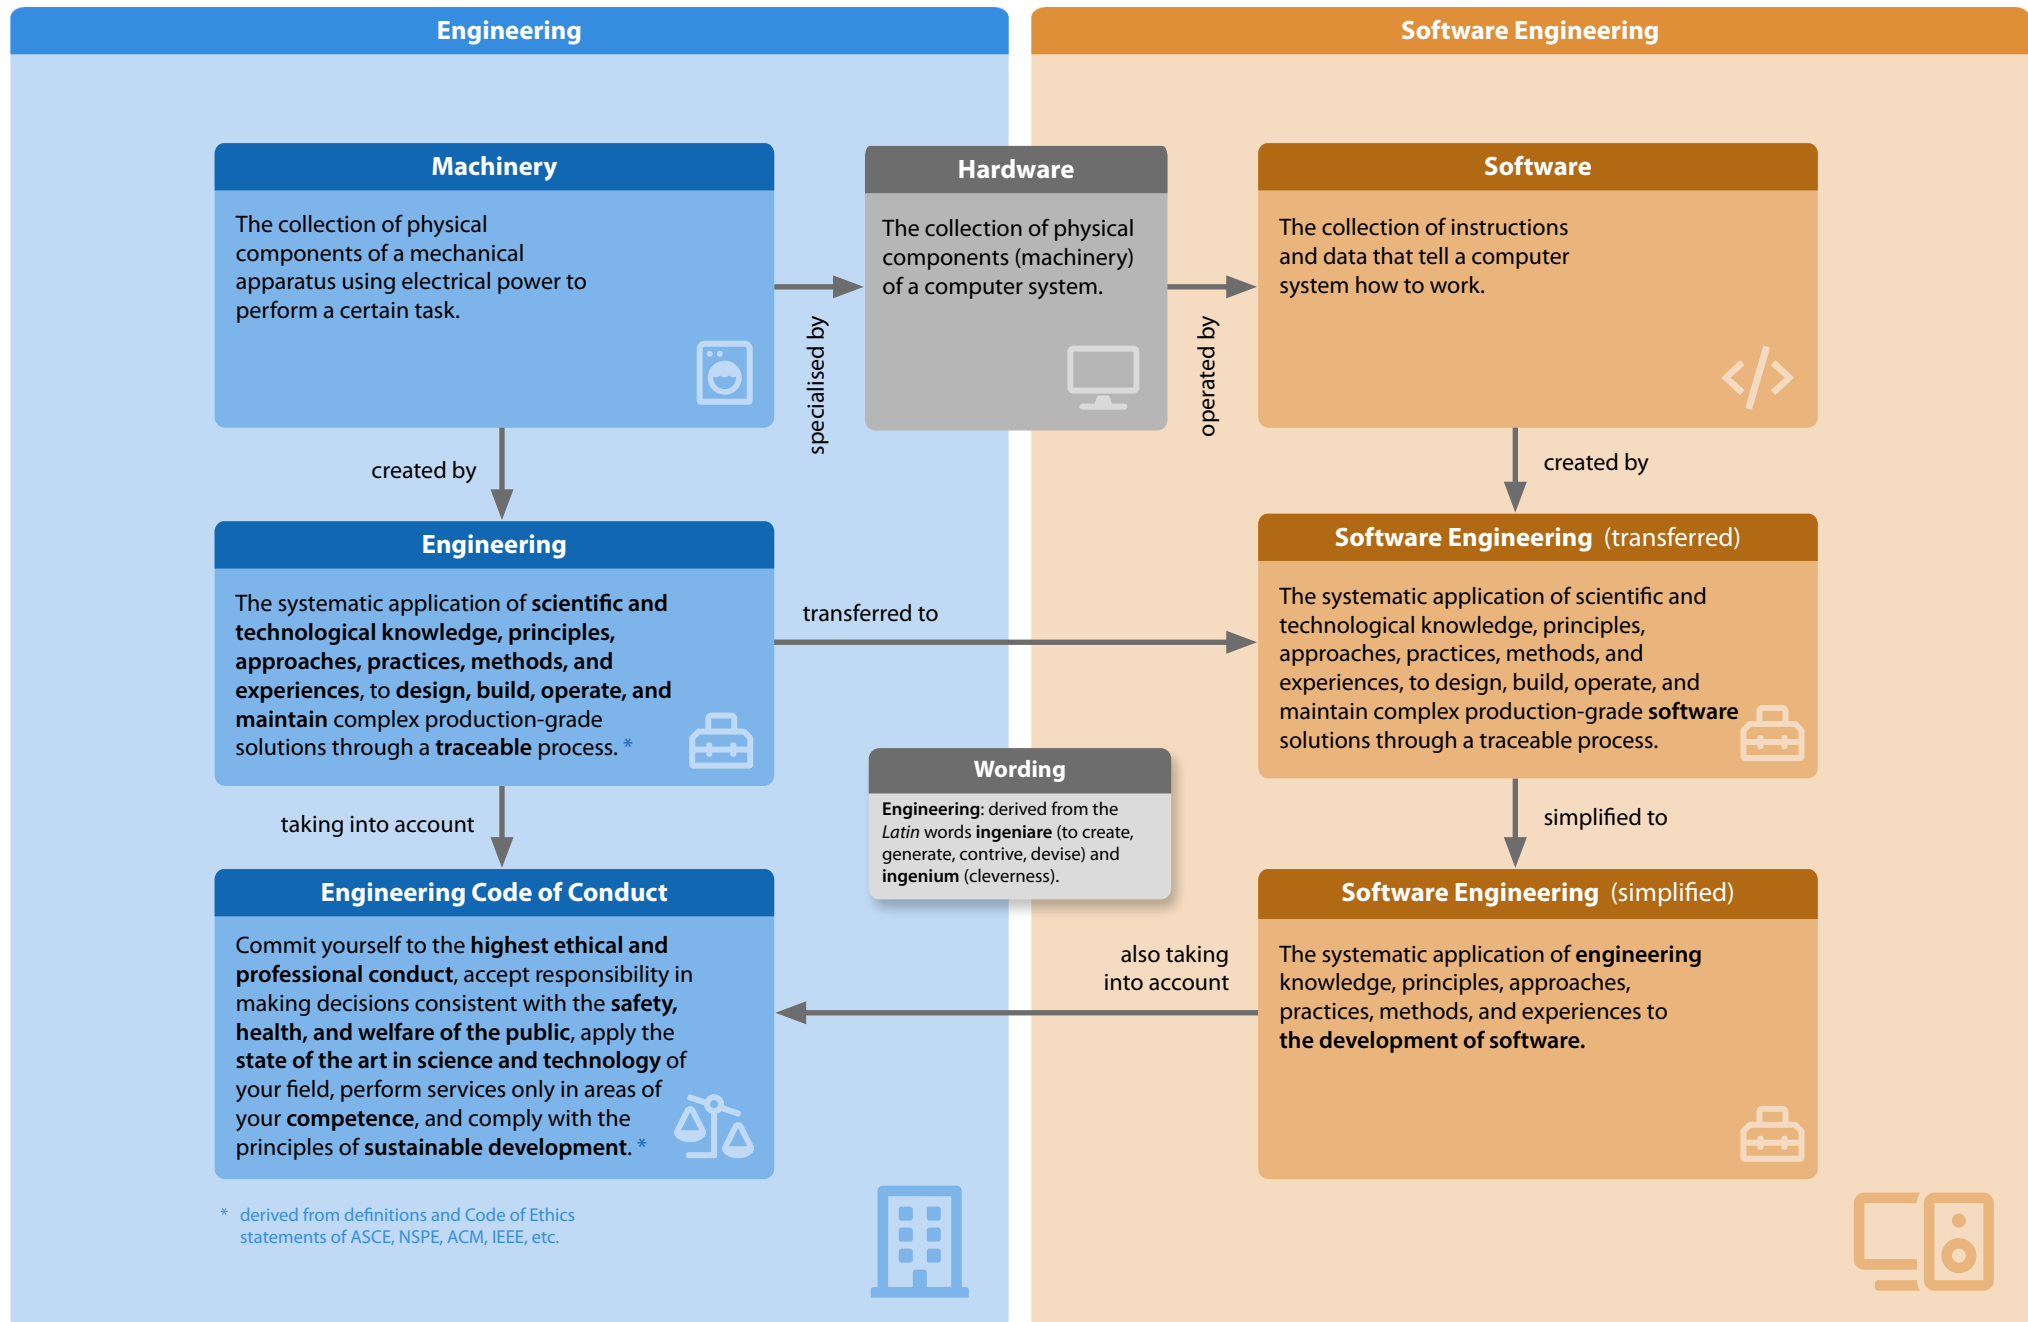 Engineering
Software Engineering
Machinery
The collection of physical
components of a mechanical
apparatus using electrical power to
perform a certain task.
specialised by
Hardware
The collection of physical
components (machinery)
of a computer system.
operated by
Software
The collection of instructions
and data that tell a computer
system how to work.
</>
created by
created by
Engineering
The systematic application of scientific and
technological knowledge, principles,
approaches, practices, methods, and
experiences, to design, build, operate, and
maintain complex production-grade
solutions through a traceable process. *
transferred to
Software Engineering (transferred)
The systematic application of scientific and
technological knowledge, principles,
approaches, practices, methods, and
experiences, to design, build, operate, and
maintain complex production-grade software
solutions through a traceable process.
Wording
Engineering: derived from the
Latin words ingeniare (to create,
generate, contrive, devise) and
ingenium (cleverness).
taking into account
simplified to
Engineering Code of Conduct
Commit yourself to the highest ethical and
professional conduct, accept responsibility in
making decisions consistent with the safety,
health, and welfare of the public, apply the
state of the art in science and technology of
your field, perform services only in areas of
your competence, and comply with the
principles of sustainable development. *
also taking
into account
Software Engineering (simplified)
The systematic application of engineering
knowledge, principles, approaches,
practices, methods, and experiences to
the development of software.
* derived from definitions and Code of Ethics
statements of ASCE, NSPE, ACM, IEEE, etc.